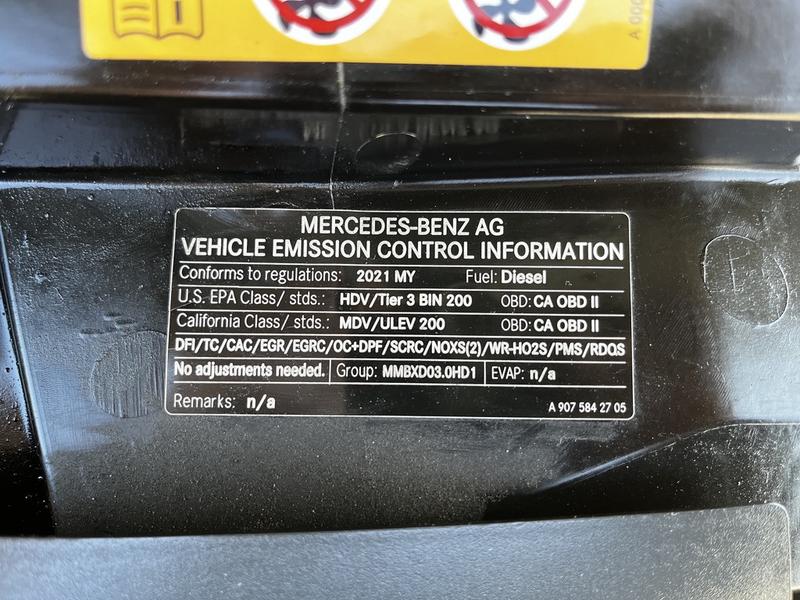 A 000
MERCEDES-BENZ AG
VEHICLE EMISSION CONTROL INFORMATION
Conforms to regulations: 2021 MY Fuel: Diesel
U.S. EPA Class/ stds.: HDV/Tier 3 BIN 200 OBD: CA OBD II
California Class/ stds.: MDV/ULEV 200 OBD: CA OBD II
DFI/TC/CAC/EGR/EGRC/OC+DPF/SCRC/NOXS(2)/WR-HO2S/PMS/RDQS
No adjustments needed. Group: MMBXD03.0HD1 EVAP: n/a
Remarks: n/a A 907 584 27 05